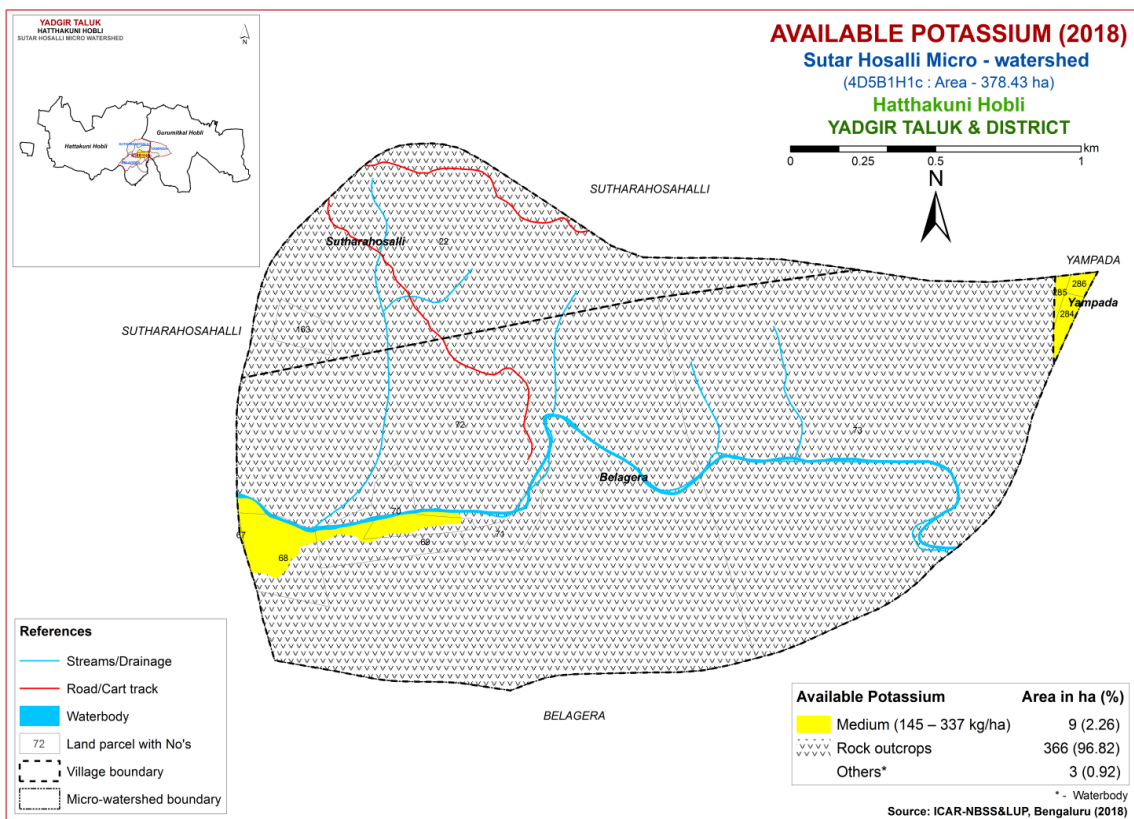 YADGIR TALUK
HATTHAKUNI HOBLI
SUTAR HOSALLI MICRO WATERSHED
N
Gurumitkal Hobli
Hattakuni Hobli
AVAILABLE POTASSIUM (2018)
Sutar Hosalli Micro - watershed
(4D5B1H1c : Area - 378.43 ha)
Hatthakuni Hobli
YADGIR TALUK & DISTRICT
km
0 0.25 0.5 1
N
SUTHARAHOSAHALLI
Sutharahosalli
22
YAMPADA
286
285
Yampada
284
SUTHARAHOSAHALLI
163
72
73
Belagera
70
67
71
69
68
BELAGERA
References
Streams/Drainage
Road/Cart track
Waterbody
72 Land parcel with No's
Village boundary
Micro-watershed boundary
Available Potassium Area in ha (%)
Medium (145 – 337 kg/ha) 9 (2.26)
Rock outcrops 366 (96.82)
Others* 3 (0.92)
* - Waterbody
Source: ICAR-NBSS&LUP, Bengaluru (2018)